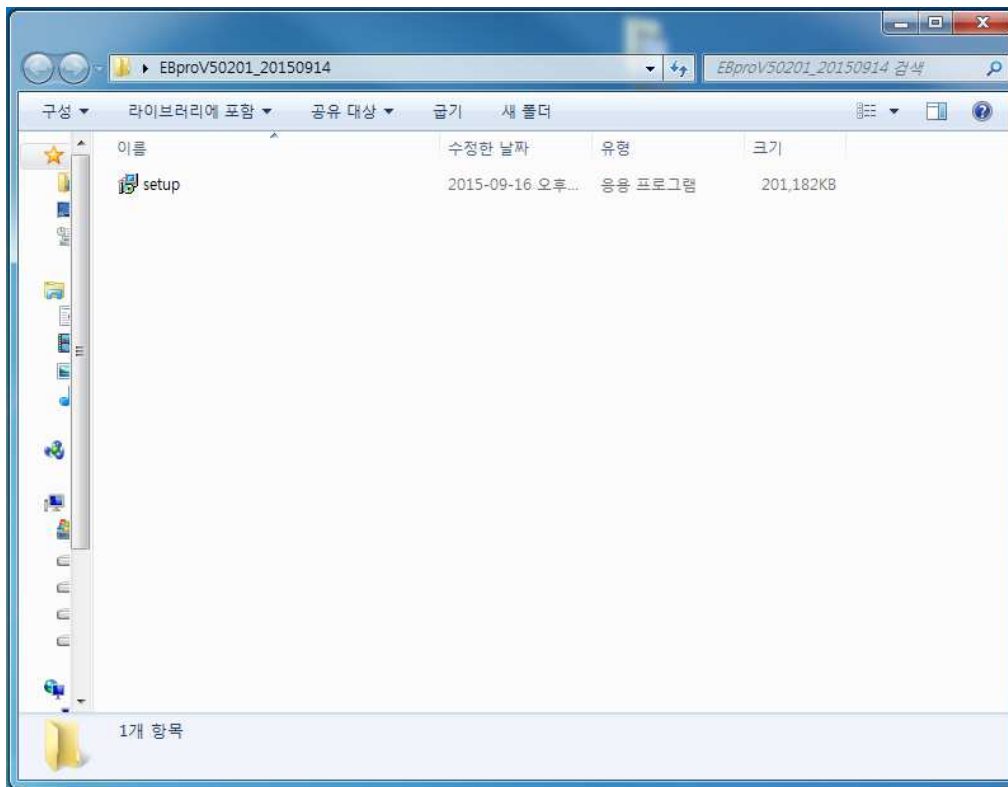 EBproV50201_20150914
EBproV50201_20150914 검색
구성 라이브러리에 포함 공유 대상 굽기 새 폴더
이름 수정한 날짜 유형 크기
setup 2015-09-16 오후... 응용 프로그램 201,182KB
1개 항목